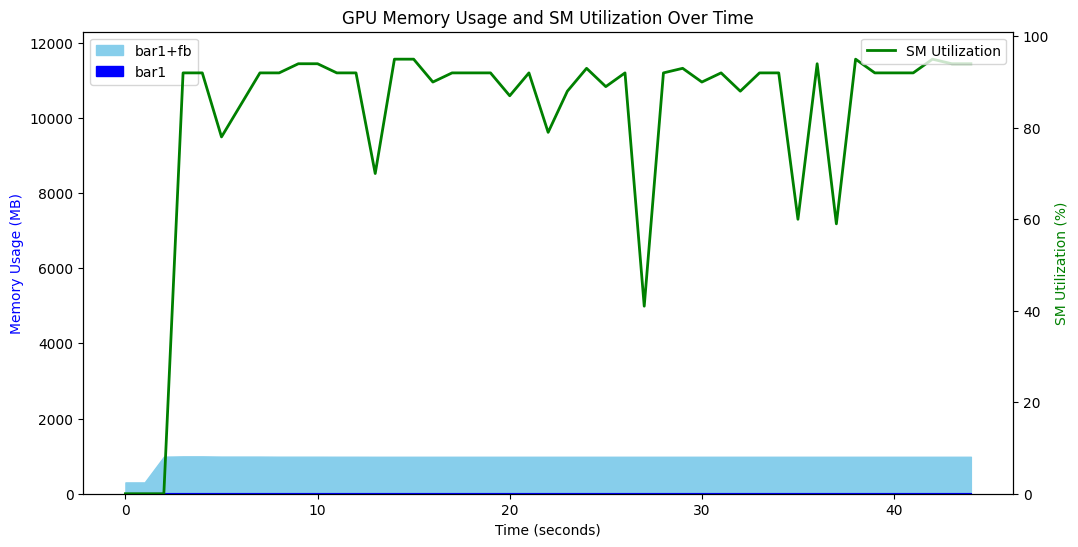 GPU Memory Usage and SM Utilization Over Time
bar1+fb
bar1
SM Utilization
12000
10000
8000
6000
4000
2000
0
Memory Usage (MB)
100
80
60
40
20
0
SM Utilization (%)
0 10 20 30 40
Time (seconds)